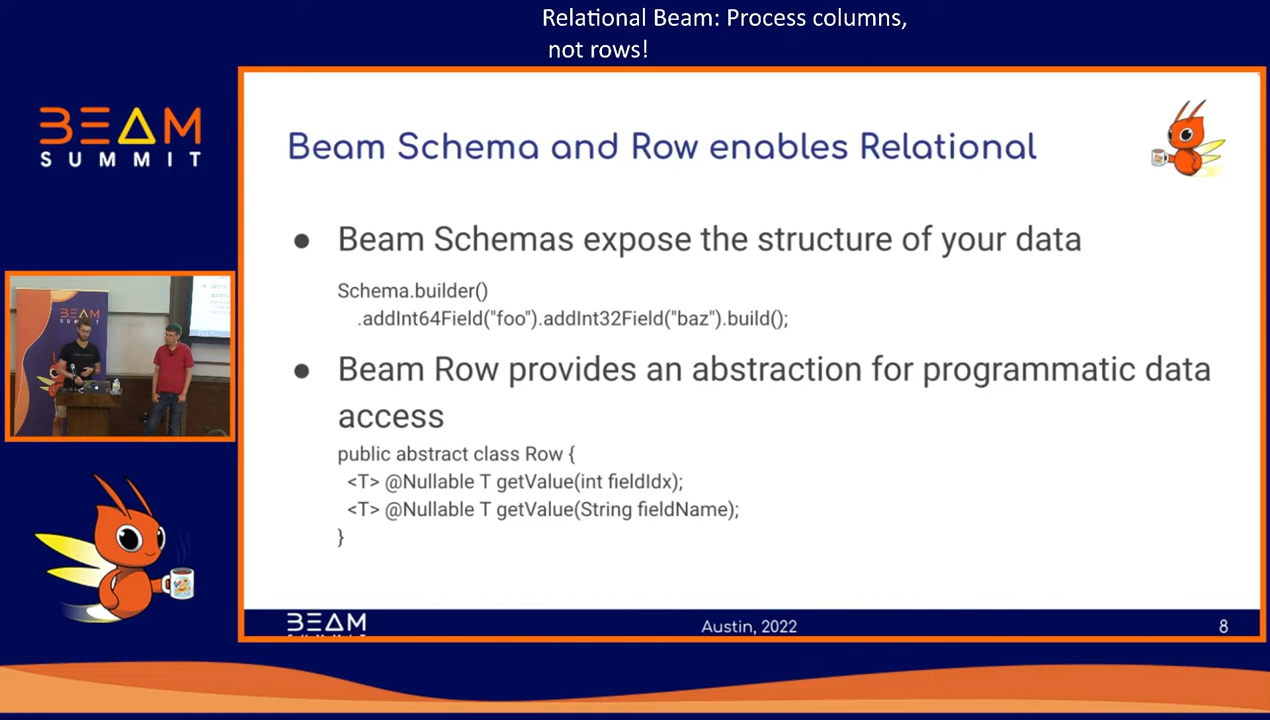 Relational Beam: Process columns,
not rows!
BEAM
SUMMIT
Beam Schema and Row enables Relational
● Beam Schemas expose the structure of your data
Schema.builder()
.addInt64Field("foo").addInt32Field("baz").build();
● Beam Row provides an abstraction for programmatic data
access
public abstract class Row {
<T> @Nullable T getValue(int fieldIdx);
<T> @Nullable T getValue(String fieldName);
}
BEAM
SUMMIT
BEAM
Austin, 2022
8